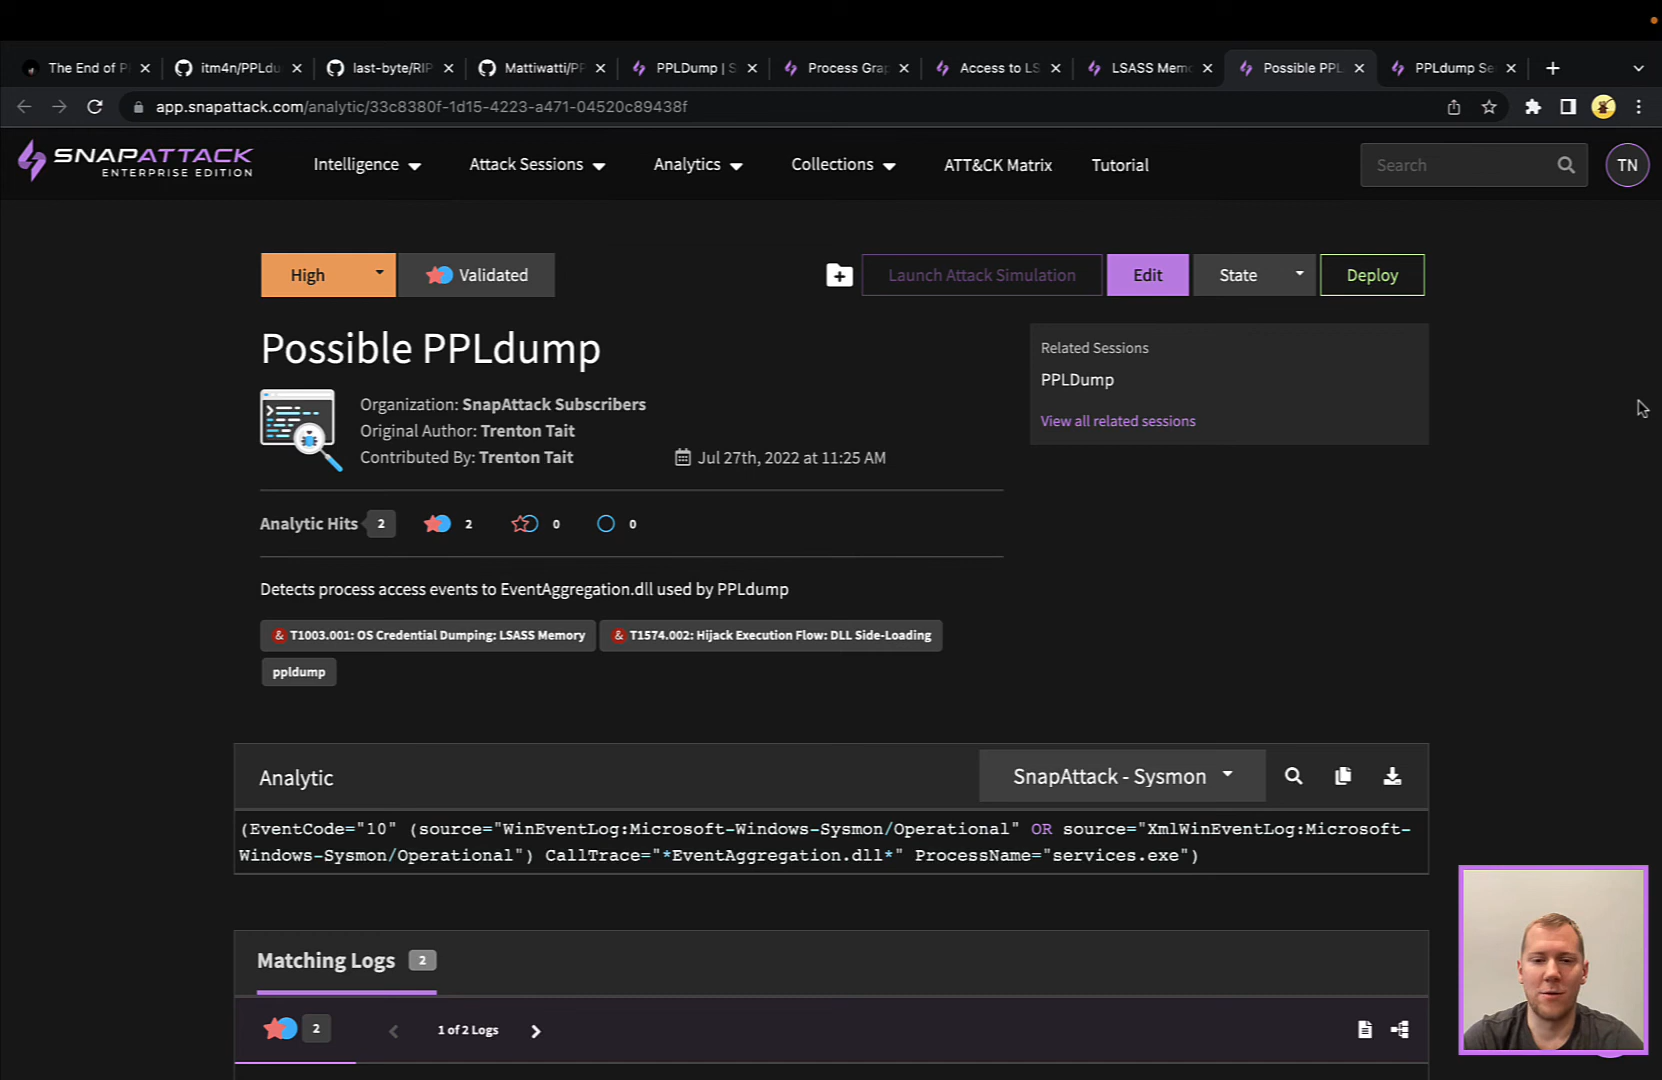 The End of P
itm4n/PPLdu
last-byte/RIP
Mattiwatti/PP
PPLDump | S
Process Grap
Access to LS
LSASS Memo
Possible PPL
PPLdump Se
app.snapattack.com/analytic/33c8380f-1d15-4223-a471-04520c89438f
SNAPATTACK
ENTERPRISE EDITION
Intelligence
Attack Sessions
Analytics
Collections
ATT&CK Matrix
Tutorial
Search
TN
High
Validated
Launch Attack Simulation
Edit
State
Deploy
Possible PPLdump
Organization: SnapAttack Subscribers
Original Author: Trenton Tait
Contributed By: Trenton Tait
Jul 27th, 2022 at 11:25 AM
Related Sessions
PPLDump
View all related sessions
Analytic Hits 2 2 0 0
Detects process access events to EventAggregation.dll used by PPLdump
& T1003.001: OS Credential Dumping: LSASS Memory
& T1574.002: Hijack Execution Flow: DLL Side-Loading
ppldump
Analytic
SnapAttack - Sysmon
(EventCode="10" (source="WinEventLog:Microsoft-Windows-Sysmon/Operational" OR source="XmlWinEventLog:Microsoft-
Windows-Sysmon/Operational") CallTrace="*EventAggregation.dll*" ProcessName="services.exe")
Matching Logs 2
2
1 of 2 Logs